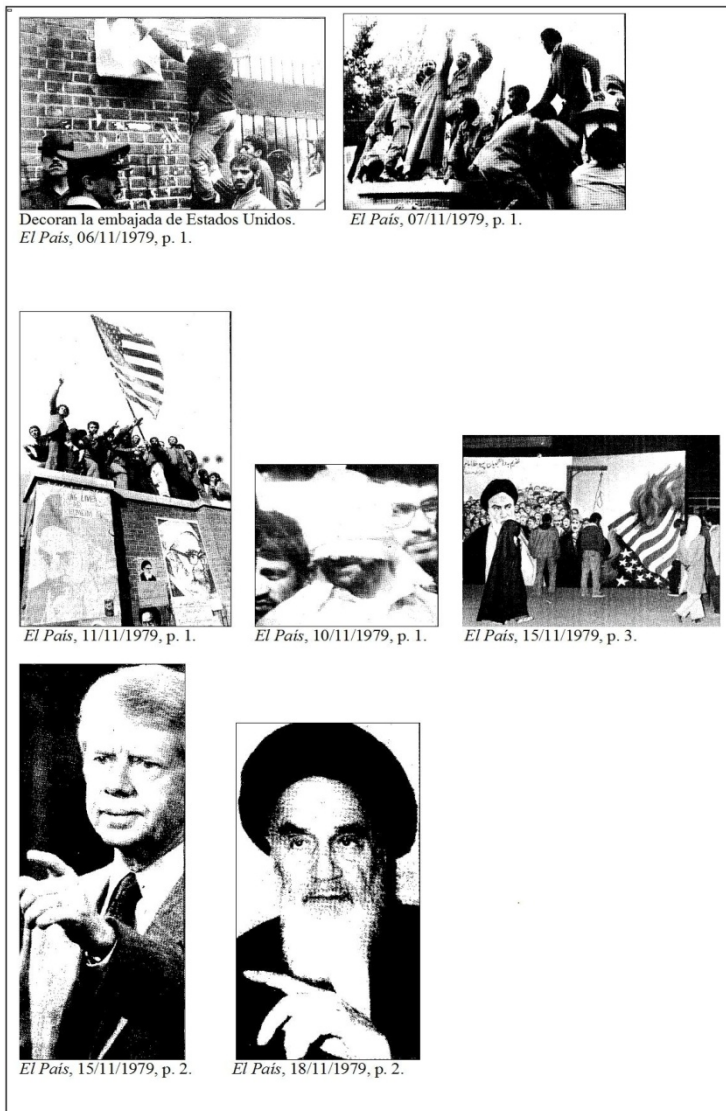 Decoran la embajada de Estados Unidos.
El País, 06/11/1979, p. 1.
El País, 07/11/1979, p. 1.
El País, 11/11/1979, p. 1.
El País, 10/11/1979, p. 1.
El País, 15/11/1979, p. 3.
El País, 15/11/1979, p. 2.
El País, 18/11/1979, p. 2.